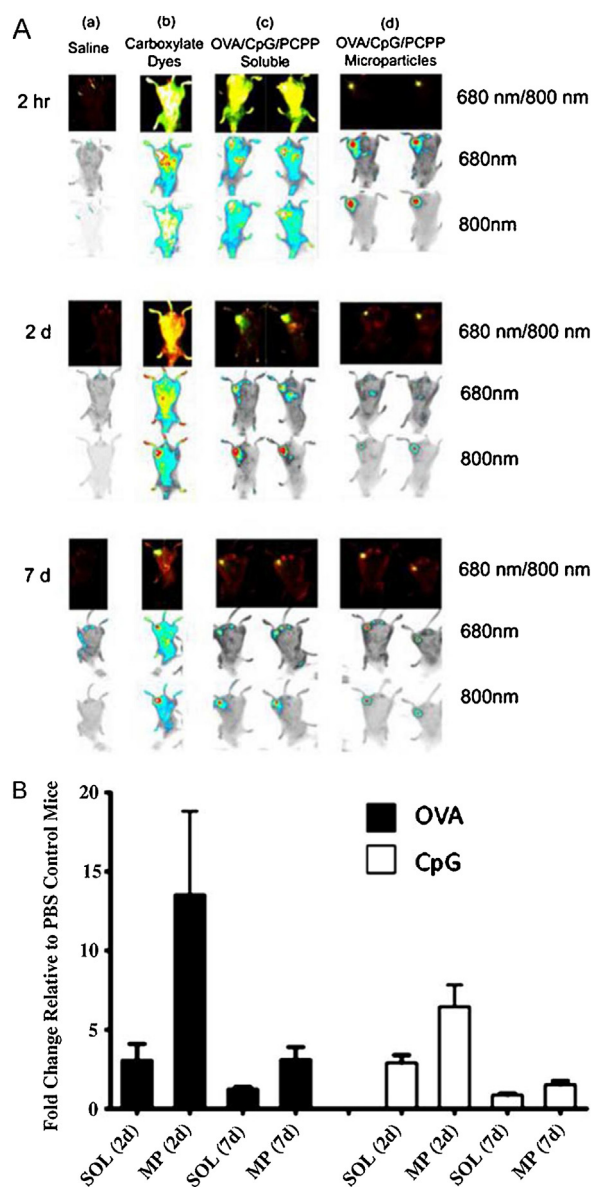 A
(a)
Saline
(b)
Carboxylate
Dyes
(c)
OVA/CpG/PCPP
Soluble
(d)
OVA/CpG/PCPP
Microparticles
2 hr
680 nm/800 nm
680nm
800nm
2 d
680 nm/800 nm
680nm
800nm
7 d
680 nm/800 nm
680nm
800nm
B
Fold Change Relative to PBS Control Mice
20
15
10
5
0
OVA
CpG
SOL (2d)
MP (2d)
SOL (7d)
MP (7d)
SOL (2d)
MP (2d)
SOL (7d)
MP (7d)